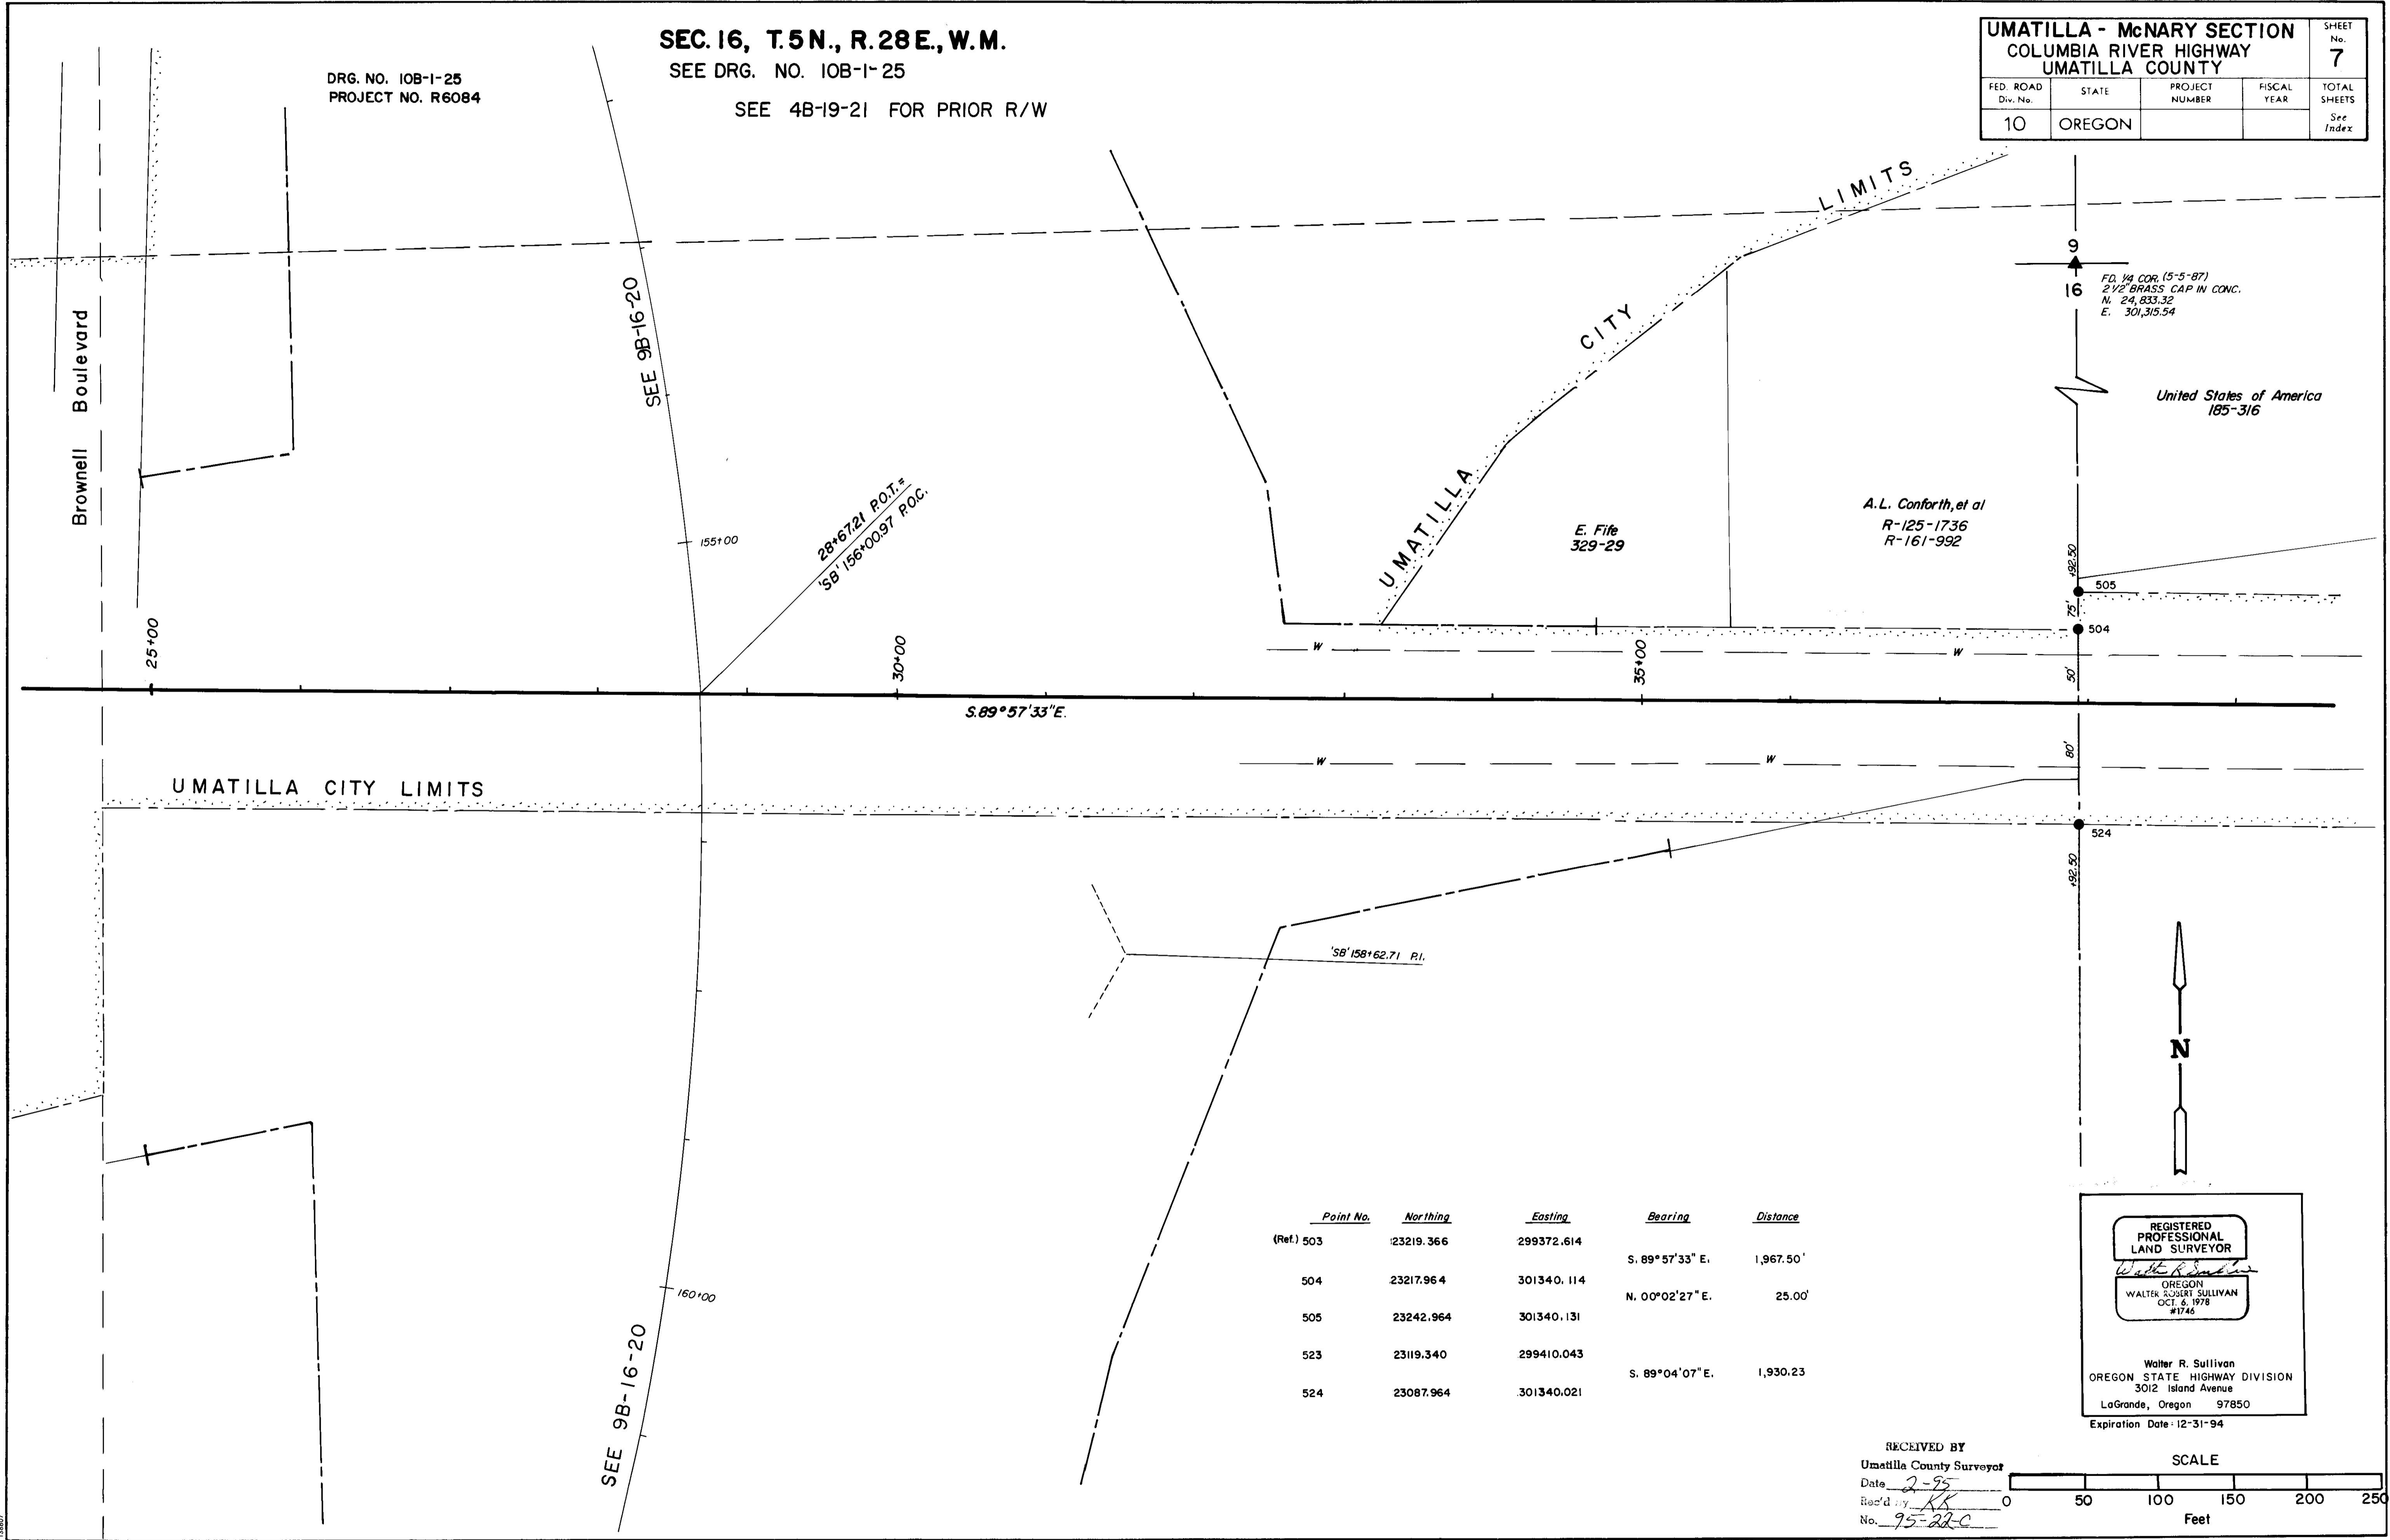 SEC. 16, T. 5 N., R. 28 E., W. M.
SEE DRG. NO. 10B-1-25
SEE 4B-19-21 FOR PRIOR R/W
DRG. NO. 10B-1-25
PROJECT NO. R6084
UMATILLA - McNARY SECTION
COLUMBIA RIVER HIGHWAY
UMATILLA COUNTY
SHEET No. 7
FED. ROAD Div. No. STATE PROJECT NUMBER FISCAL YEAR TOTAL SHEETS
10 OREGON See Index
Brownell Boulevard
SEE 9B-16-20
UMATILLA CITY LIMITS
9
16
FD. 1/4 COR. (5-5-87)
2 1/2" BRASS CAP IN CONC.
N. 24,833.32
E. 301,315.54
United States of America
185-316
A.L. Conforth, et al
R-125-1736
R-161-992
E. Fife
329-29
155+00
28+67.21 P.O.T. =
'SB' 156+00.97 P.O.C.
+92.50
505
75'
504
50'
W
W
25+00
30+00
35+00
S. 89°57'33" E.
80'
W
W
UMATILLA CITY LIMITS
524
+92.50
'SB' 158+62.71 P.I.
N
160+00
SEE 9B-16-20
Point No. Northing Easting Bearing Distance
(Ref.) 503 23219.366 299372.614
S. 89°57'33" E. 1,967.50'
504 23217.964 301340.114
N. 00°02'27" E. 25.00'
505 23242.964 301340.131
523 23119.340 299410.043
S. 89°04'07" E. 1,930.23
524 23087.964 301340.021
REGISTERED
PROFESSIONAL
LAND SURVEYOR
Walter R Sullivan
OREGON
WALTER ROBERT SULLIVAN
OCT. 6, 1978
#1746
Walter R. Sullivan
OREGON STATE HIGHWAY DIVISION
3012 Island Avenue
LaGrande, Oregon 97850
Expiration Date: 12-31-94
RECEIVED BY
Umatilla County Surveyor
Date 2-95
Rec'd by KK
No. 95-22-C
SCALE
0 50 100 150 200 250
Feet